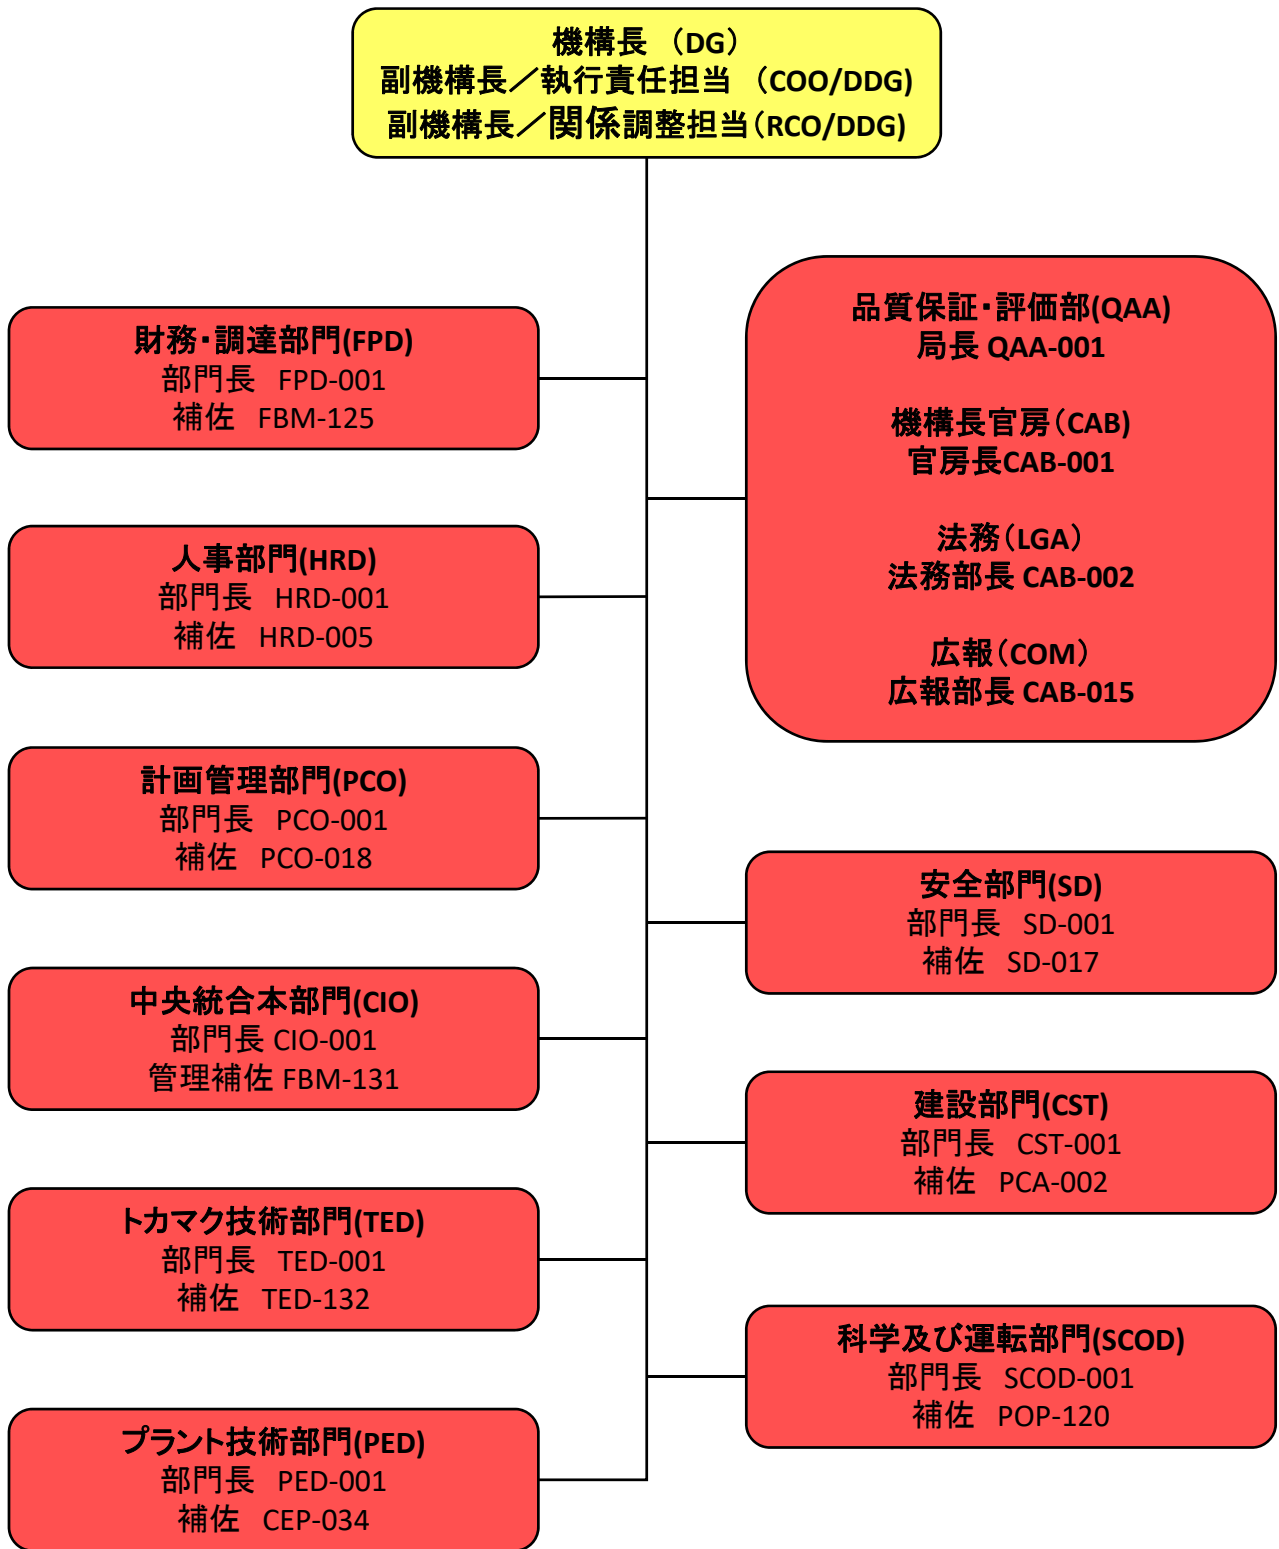 機構長 （DG）
副機構長／執行責任担当 （COO/DDG)
副機構長／関係調整担当（RCO/DDG)
財務・調達部門(FPD)
部門長 FPD-001
補佐 FBM-125
人事部門(HRD)
部門長 HRD-001
補佐 HRD-005
計画管理部門(PCO)
部門長 PCO-001
補佐 PCO-018
中央統合本部門(CIO)
部門長 CIO-001
管理補佐 FBM-131
トカマク技術部門(TED)
部門長 TED-001
補佐 TED-132
プラント技術部門(PED)
部門長 PED-001
補佐 CEP-034
品質保証・評価部(QAA)
局長 QAA-001
機構長官房（CAB)
官房長CAB-001
法務（LGA）
法務部長 CAB-002
広報（COM）
広報部長 CAB-015
安全部門(SD)
部門長 SD-001
補佐 SD-017
建設部門(CST)
部門長 CST-001
補佐 PCA-002
科学及び運転部門(SCOD)
部門長 SCOD-001
補佐 POP-120